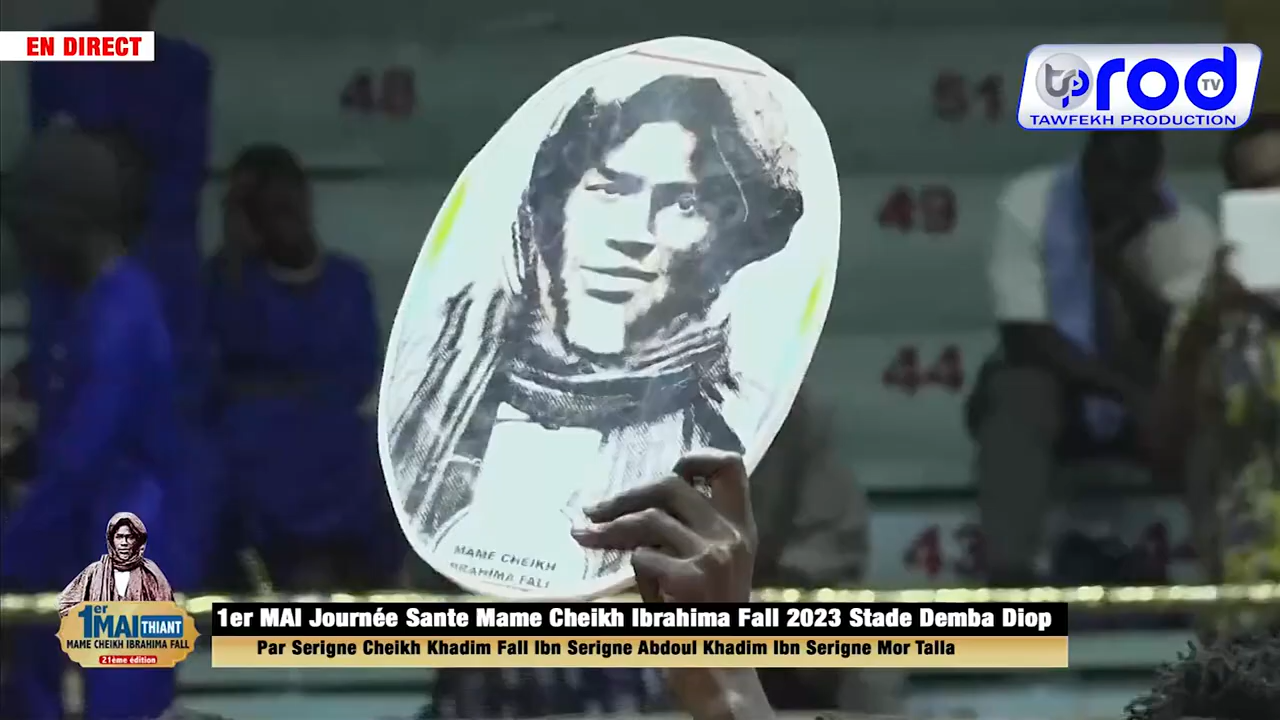 EN DIRECT
tp prod TV
TAWFEKH PRODUCTION
48
51
49
44
43
MAME CHEIKH
IBRAHIMA FALL
1er MAI THIANT
MAME CHEIKH IBRAHIMA FALL
21ème édition
1er MAI Journée Sante Mame Cheikh Ibrahima Fall 2023 Stade Demba Diop
Par Serigne Cheikh Khadim Fall Ibn Serigne Abdoul Khadim Ibn Serigne Mor Talla